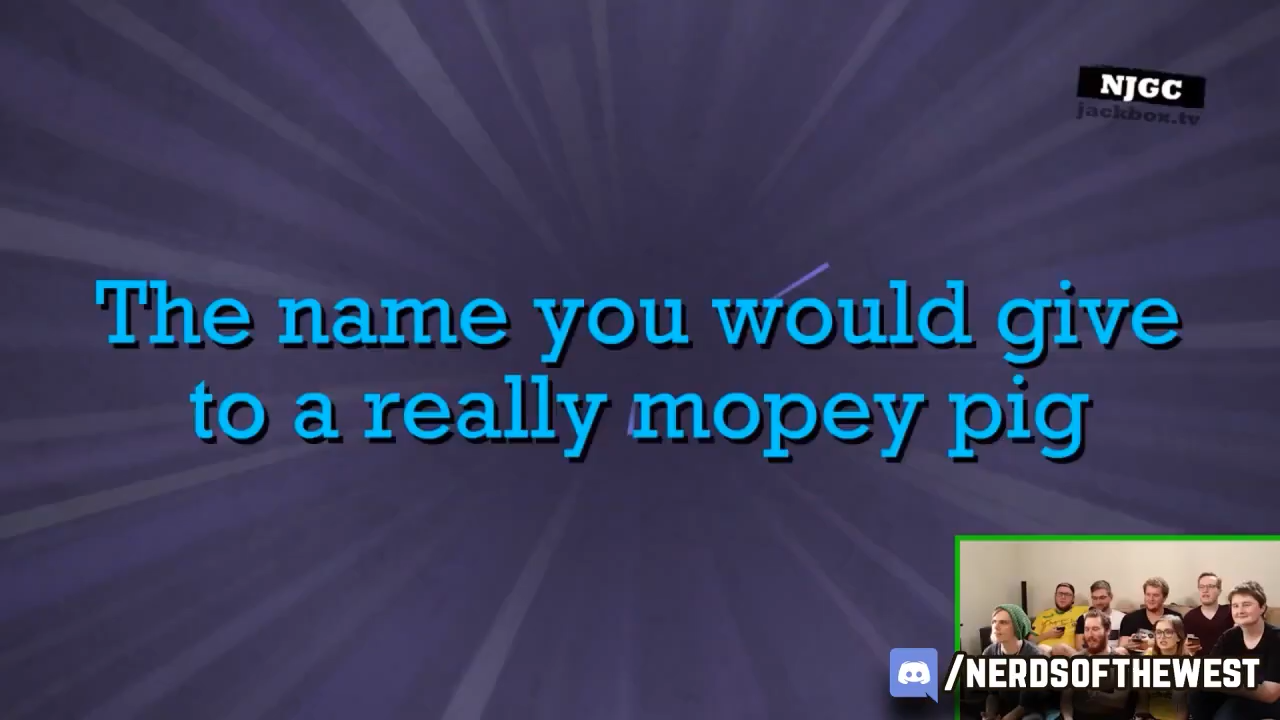 NJGC
jackbox.tv
The name you would give
to a really mopey pig
/NERDSOFTHEWEST